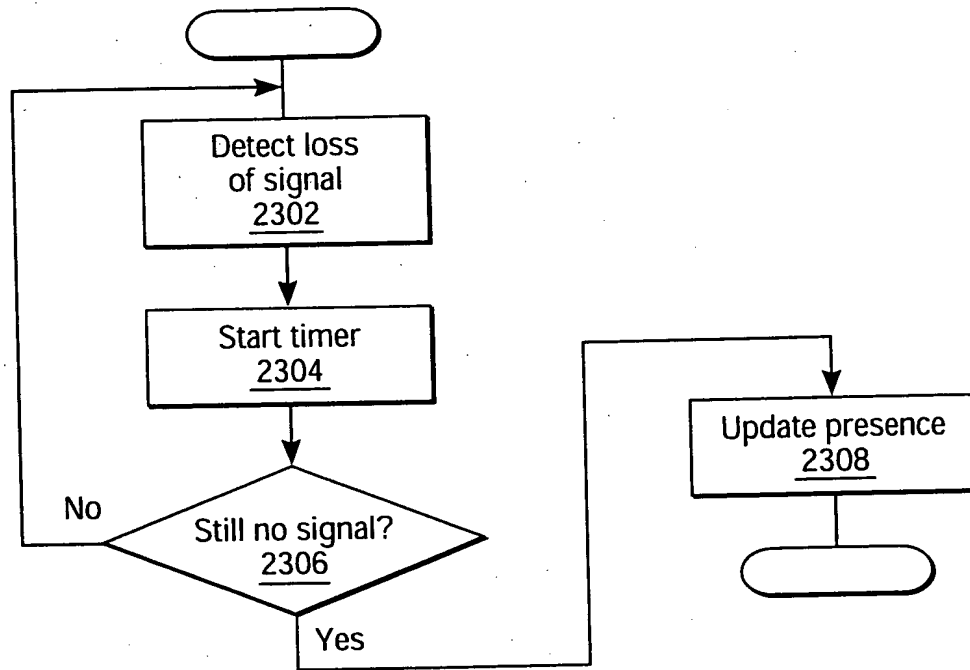 Detect loss
of signal
2302
Start timer
2304
No
Still no signal?
2306
Yes
Update presence
2308